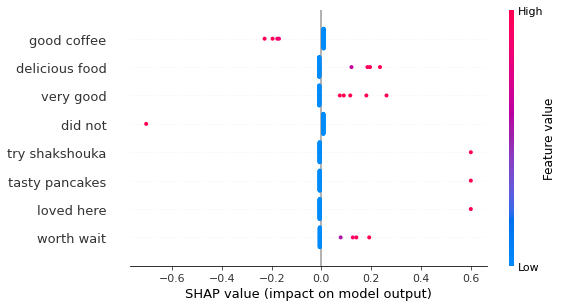 High
good coffee
delicious food
very good
did not
try shakshouka
tasty pancakes
loved here
worth wait
Feature value
Low
−0.6 −0.4 −0.2 0.0 0.2 0.4 0.6
SHAP value (impact on model output)